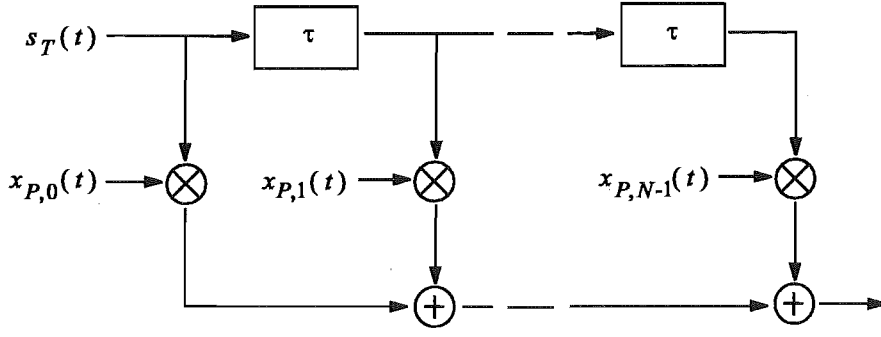 s_T(t)
τ
τ
x_{P,0}(t)
x_{P,1}(t)
x_{P,N-1}(t)